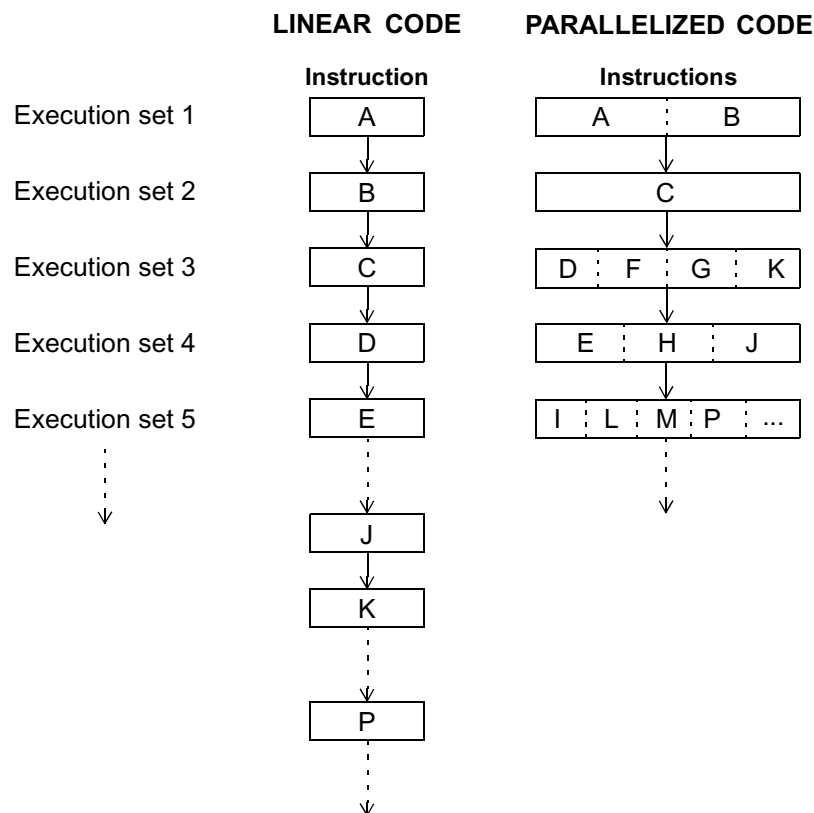 LINEAR CODE PARALLELIZED CODE
Instruction Instructions
Execution set 1 A A B
Execution set 2 B C
Execution set 3 C D F G K
Execution set 4 D E H J
Execution set 5 E I L M P ...
J
K
P